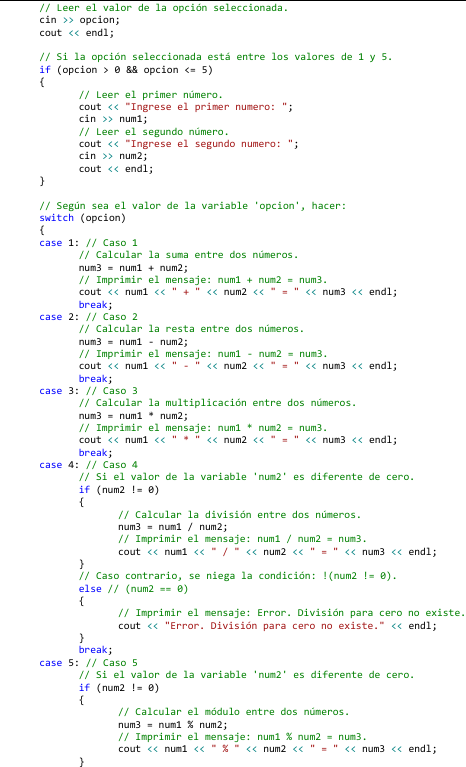 // Leer el valor de la opción seleccionada.
cin >> opcion;
cout << endl;
// Si la opción seleccionada está entre los valores de 1 y 5.
if (opcion > 0 && opcion <= 5)
{
// Leer el primer número.
cout << "Ingrese el primer numero: ";
cin >> num1;
// Leer el segundo número.
cout << "Ingrese el segundo numero: ";
cin >> num2;
cout << endl;
}
// Según sea el valor de la variable 'opcion', hacer:
switch (opcion)
{
case 1: // Caso 1
// Calcular la suma entre dos números.
num3 = num1 + num2;
// Imprimir el mensaje: num1 + num2 = num3.
cout << num1 << " + " << num2 << " = " << num3 << endl;
break;
case 2: // Caso 2
// Calcular la resta entre dos números.
num3 = num1 - num2;
// Imprimir el mensaje: num1 - num2 = num3.
cout << num1 << " - " << num2 << " = " << num3 << endl;
break;
case 3: // Caso 3
// Calcular la multiplicación entre dos números.
num3 = num1 * num2;
// Imprimir el mensaje: num1 * num2 = num3.
cout << num1 << " * " << num2 << " = " << num3 << endl;
break;
case 4: // Caso 4
// Si el valor de la variable 'num2' es diferente de cero.
if (num2 != 0)
{
// Calcular la división entre dos números.
num3 = num1 / num2;
// Imprimir el mensaje: num1 / num2 = num3.
cout << num1 << " / " << num2 << " = " << num3 << endl;
}
// Caso contrario, se niega la condición: !(num2 != 0).
else // (num2 == 0)
{
// Imprimir el mensaje: Error. División para cero no existe.
cout << "Error. División para cero no existe." << endl;
}
break;
case 5: // Caso 5
// Si el valor de la variable 'num2' es diferente de cero.
if (num2 != 0)
{
// Calcular el módulo entre dos números.
num3 = num1 % num2;
// Imprimir el mensaje: num1 % num2 = num3.
cout << num1 << " % " << num2 << " = " << num3 << endl;
}